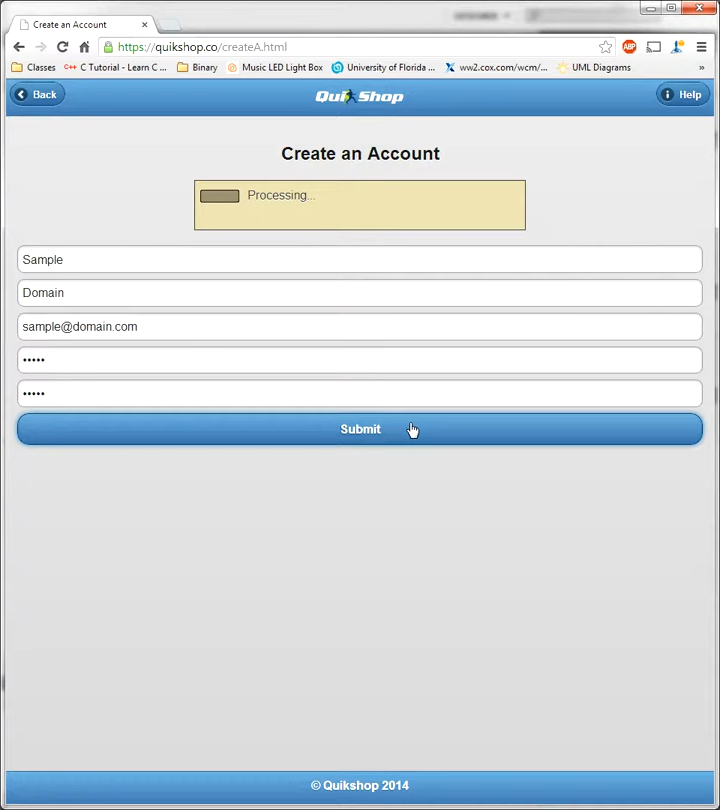 Create an Account
https://quikshop.co/createA.html
ABP
Classes C++ C Tutorial - Learn C ... Binary Music LED Light Box University of Florida ... ww2.cox.com/wcm/... UML Diagrams »
Back QuikShop Help
Create an Account
Processing...
Sample
Domain
sample@domain.com
•••••
•••••
Submit
© Quikshop 2014